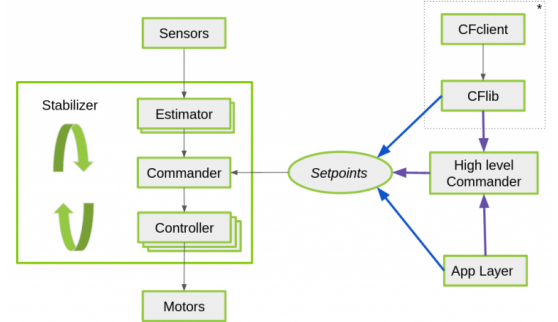 *
CFclient
Sensors
CFlib
Stabilizer
Estimator
Commander
Setpoints
High level
Commander
Controller
App Layer
Motors